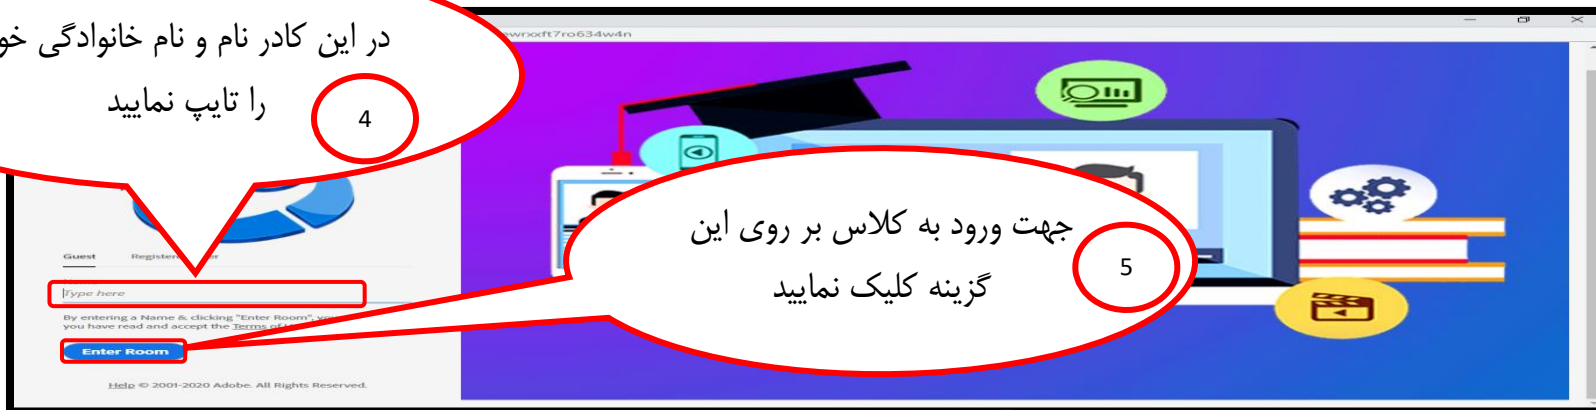 در این کادر نام و نام خانوادگی
را تایپ نمایید
4
جهت ورود به کلاس بر روی این
گزینه کلیک نمایید
5
Guest
Type here
By entering a Name & clicking "Enter Room",
you have read and accept the Terms of
Enter Room
Help © 2001-2020 Adobe. All Rights Reserved.